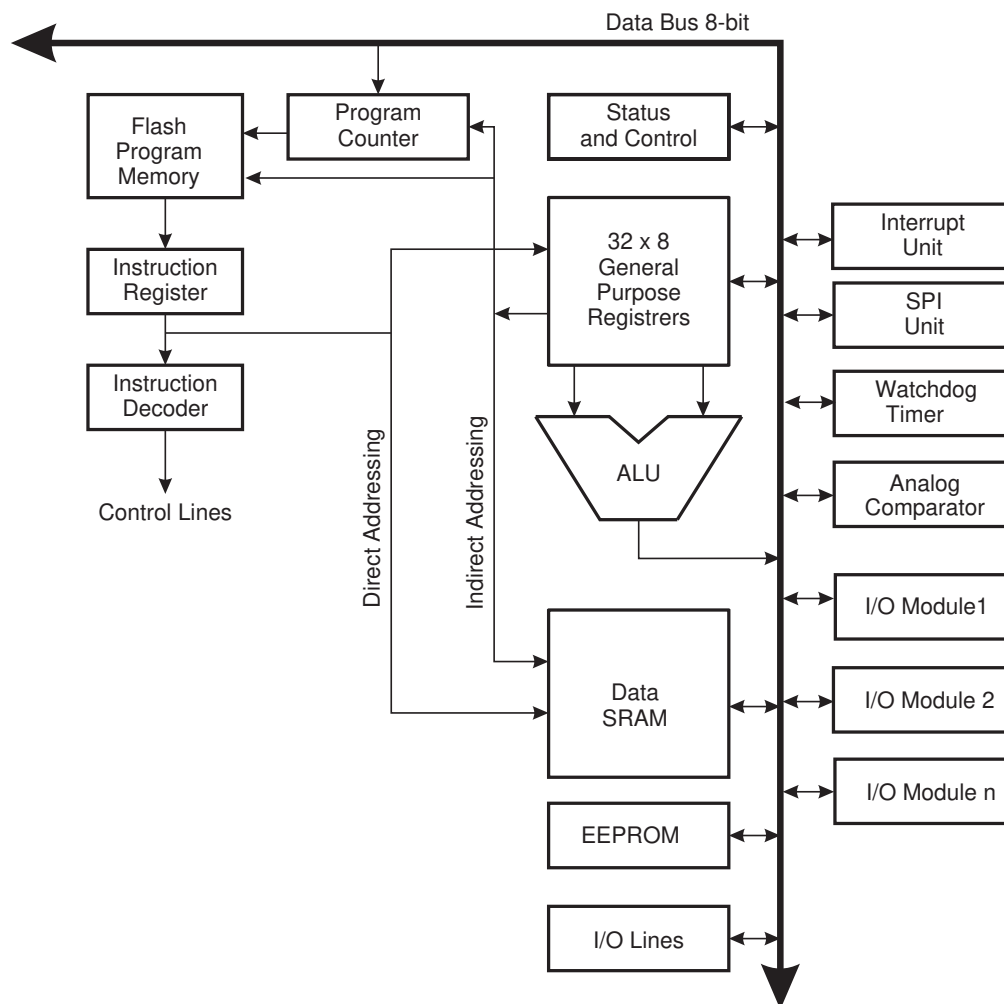 Data Bus 8-bit
Flash
Program
Memory
Program
Counter
Status
and Control
Instruction
Register
32 x 8
General
Purpose
Registrers
Interrupt
Unit
SPI
Unit
Instruction
Decoder
Watchdog
Timer
Control Lines
Direct Addressing
Indirect Addressing
ALU
Analog
Comparator
I/O Module1
Data
SRAM
I/O Module 2
I/O Module n
EEPROM
I/O Lines